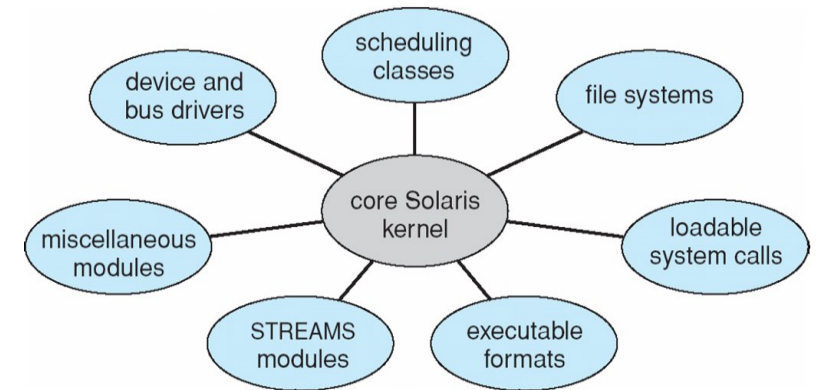 scheduling
classes
device and
bus drivers
file systems
core Solaris
kernel
miscellaneous
modules
loadable
system calls
STREAMS
modules
executable
formats